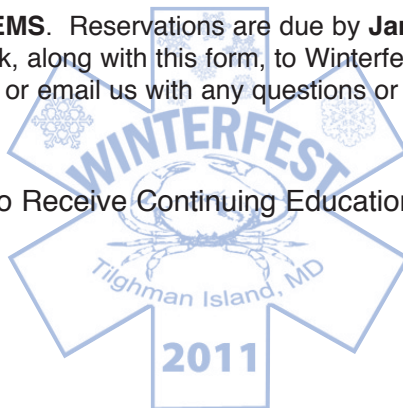 EMS. Reservations are due by Jan
k, along with this form, to Winterfe
or email us with any questions or
WINTERFEST
o Receive Continuing Education
Tilghman Island, MD
2011